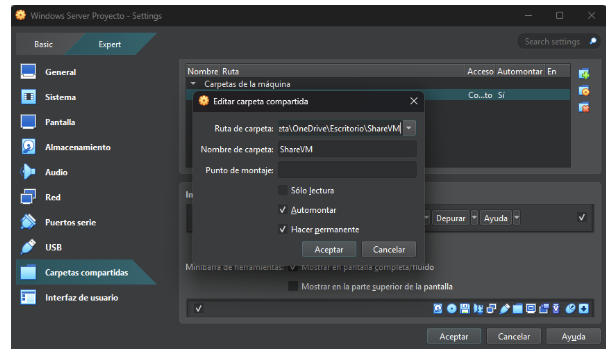 Windows Server Proyecto - Settings
Basic Expert Search settings
General
Sistema
Pantalla
Almacenamiento
Audio
Red
Puertos serie
USB
Carpetas compartidas
Interfaz de usuario
Nombre Ruta Acceso Automontar En
Carpetas de la máquina
Co...to Sí
Editar carpeta compartida
Ruta de carpeta: eta\OneDrive\Escritorio\ShareVM
Nombre de carpeta: ShareVM
Punto de montaje:
Sólo lectura
Automontar
Hacer permanente
Aceptar Cancelar
In
Depurar Ayuda
Minibarra de herramientas: Mostrar en pantalla completa/fluido
Mostrar en la parte superior de la pantalla
Aceptar Cancelar Ayuda